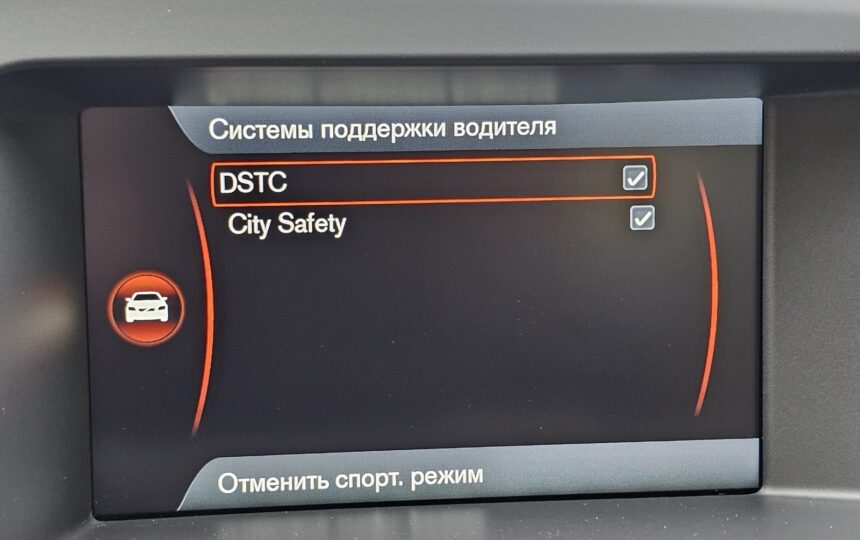 Системы поддержки водителя
DSTC
City Safety
Отменить спорт. режим